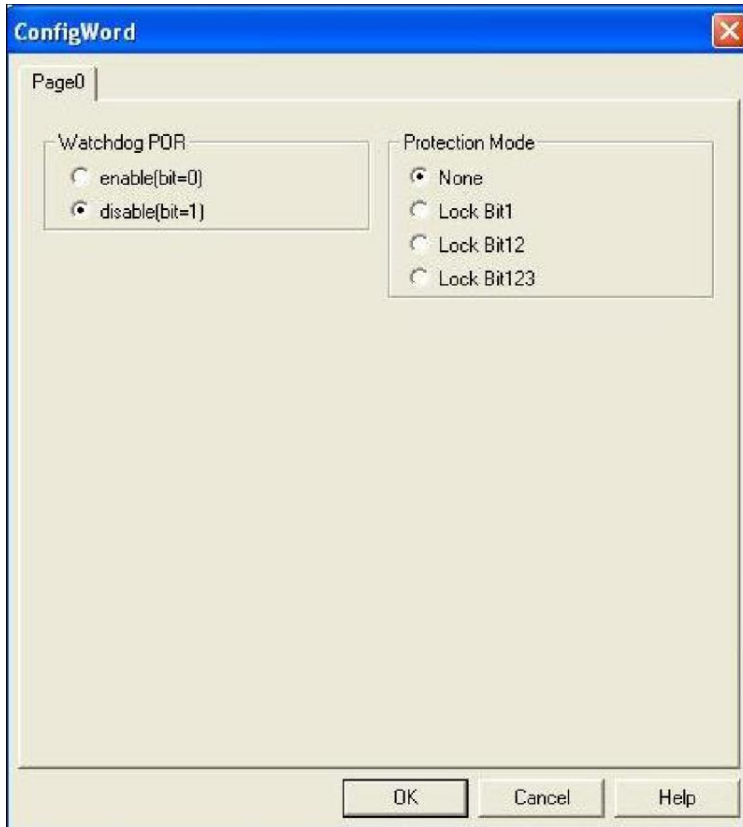 ConfigWord
Page0
Watchdog POR
enable(bit=0)
disable(bit=1)
Protection Mode
None
Lock Bit1
Lock Bit12
Lock Bit123
OK
Cancel
Help